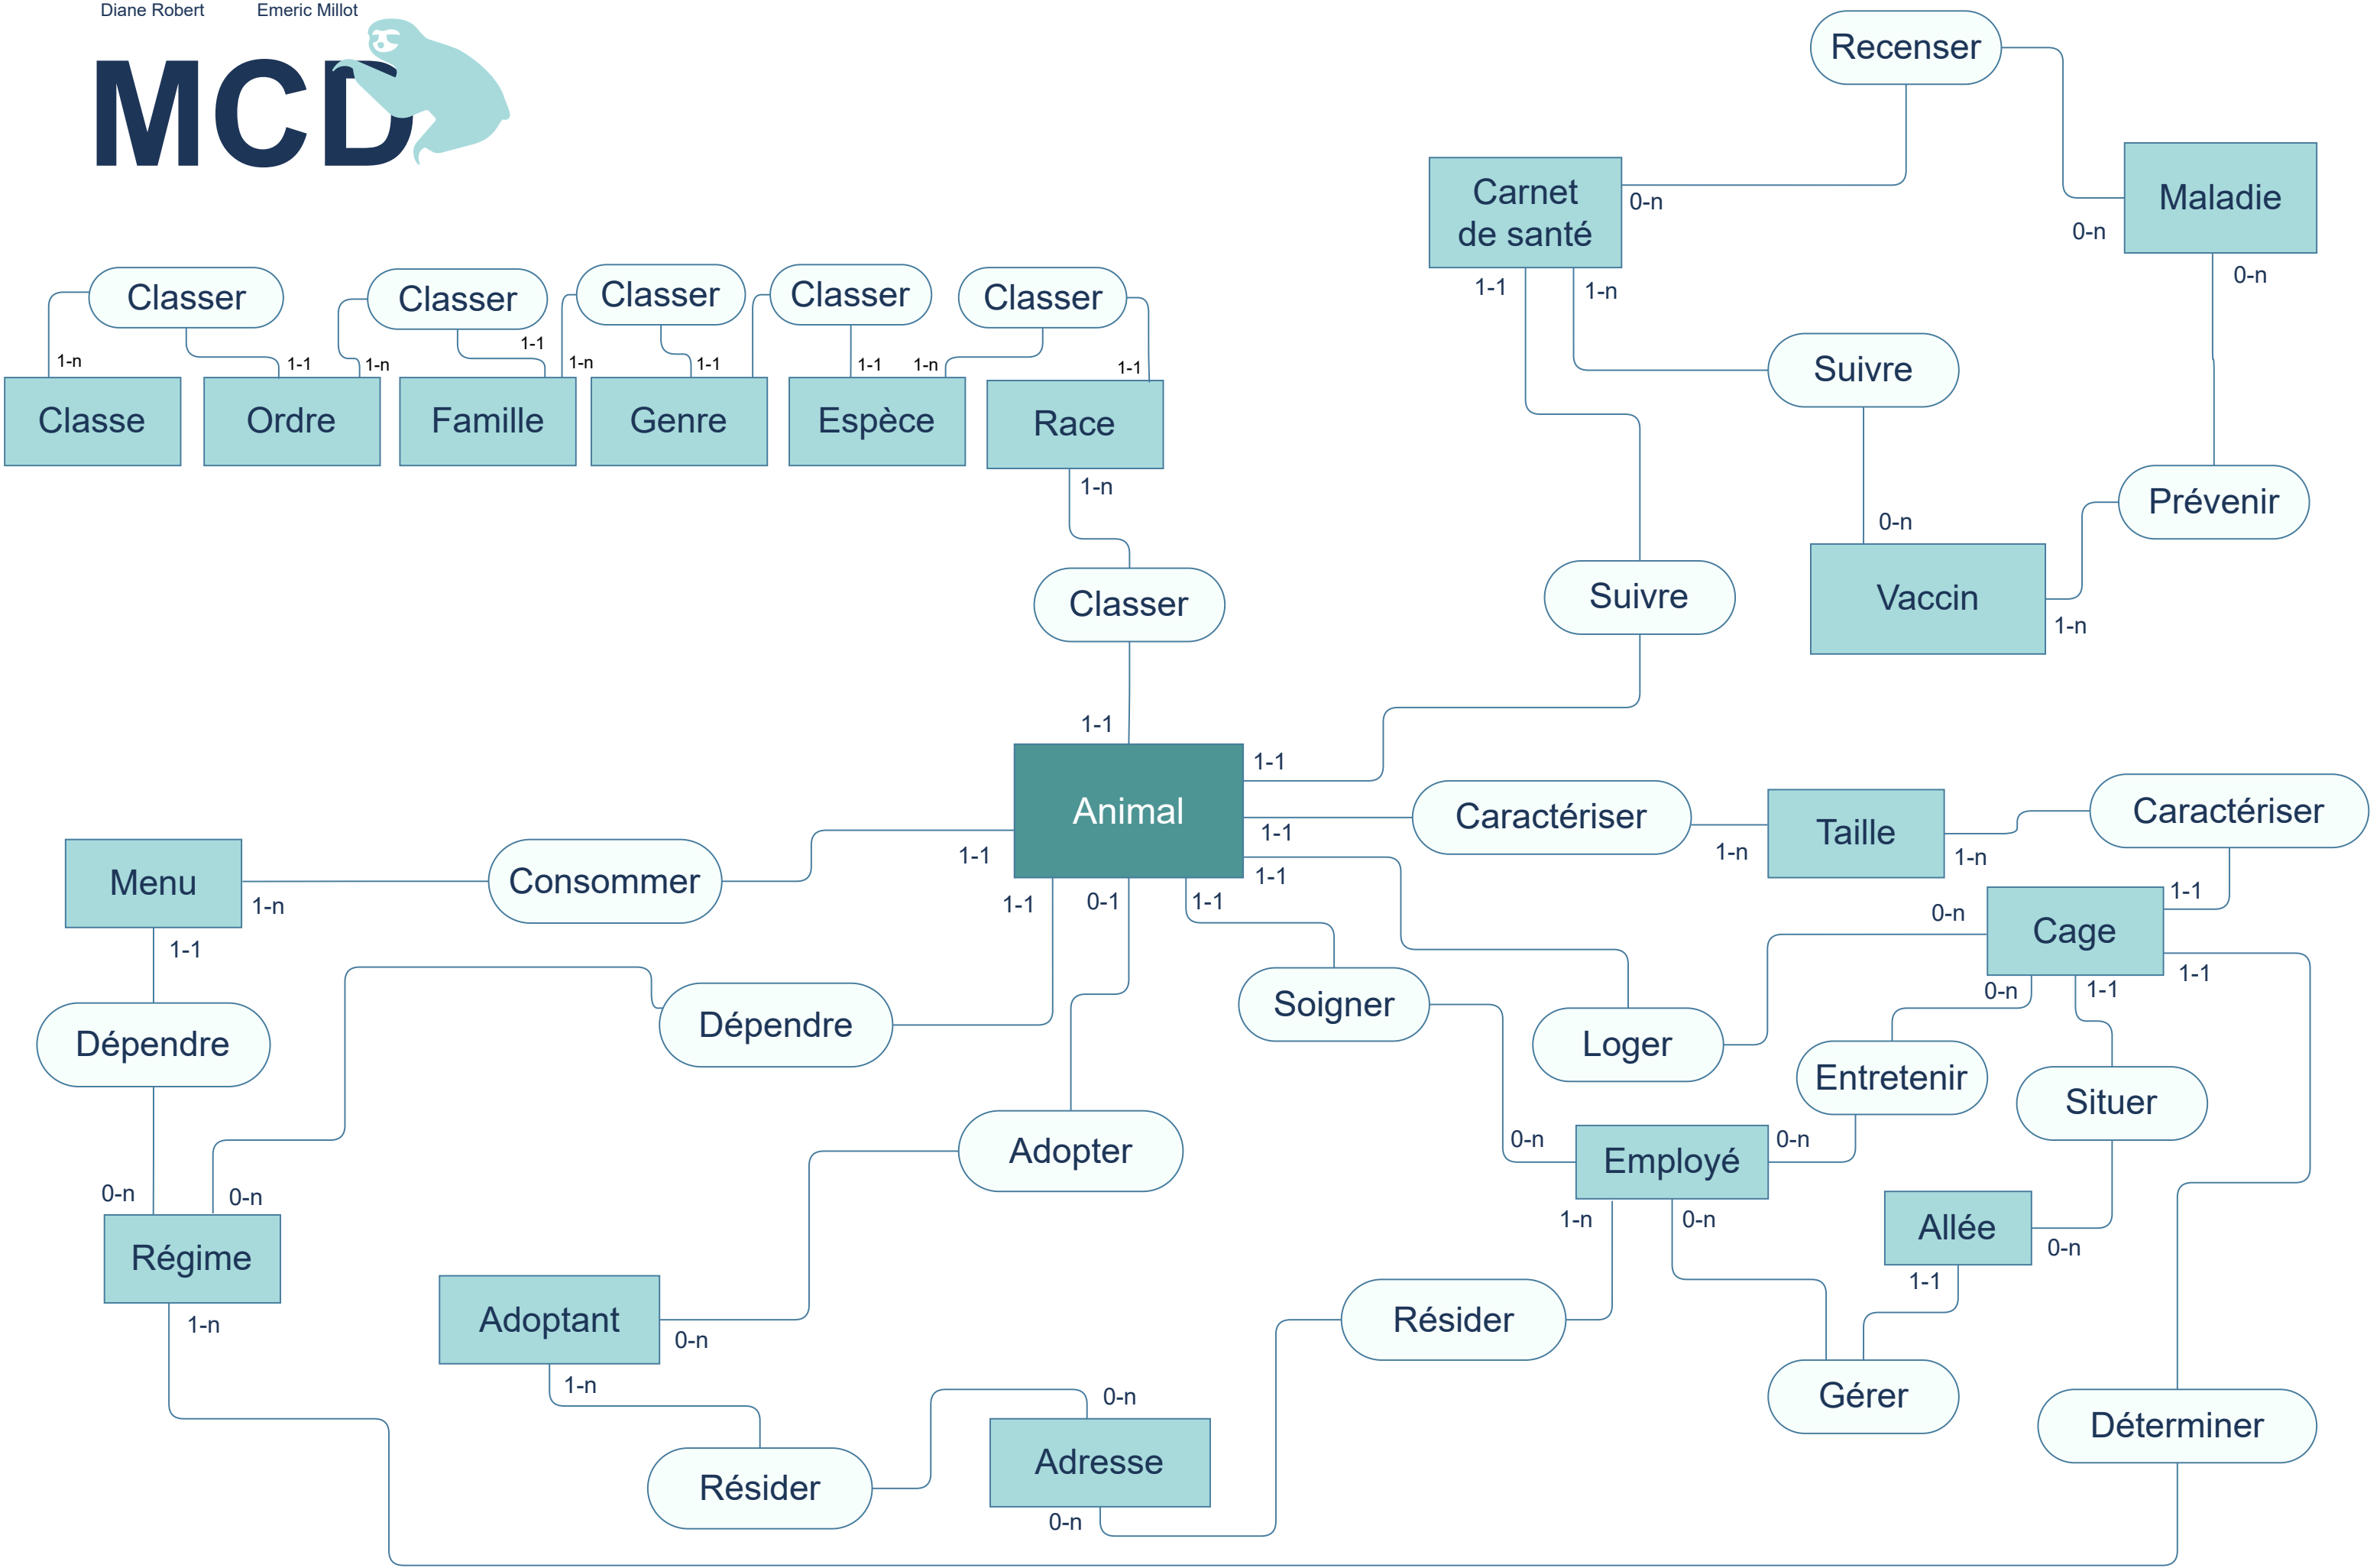 Diane Robert
Emeric Millot
MCD
Recenser
Carnet
de santé
0-n
Maladie
0-n
0-n
1-1
1-n
Classer
Classer
Classer
Classer
Classer
1-n
1-1
1-n
1-1
1-n
1-1
1-1
1-n
1-1
Classe
Ordre
Famille
Genre
Espèce
Race
Suivre
1-n
Prévenir
0-n
Classer
Suivre
Vaccin
1-n
1-1
1-1
Animal
Caractériser
Taille
Caractériser
1-1
1-n
1-n
Menu
Consommer
1-1
1-n
1-1
1-1
0-1
1-1
1-1
0-n
Cage
1-1
1-1
0-n
1-1
Dépendre
Dépendre
Soigner
Loger
Entretenir
Situer
Adopter
0-n
Employé
0-n
0-n
0-n
Régime
1-n
0-n
Allée
0-n
1-1
1-n
Adoptant
0-n
Résider
1-n
0-n
Gérer
Déterminer
Résider
Adresse
0-n